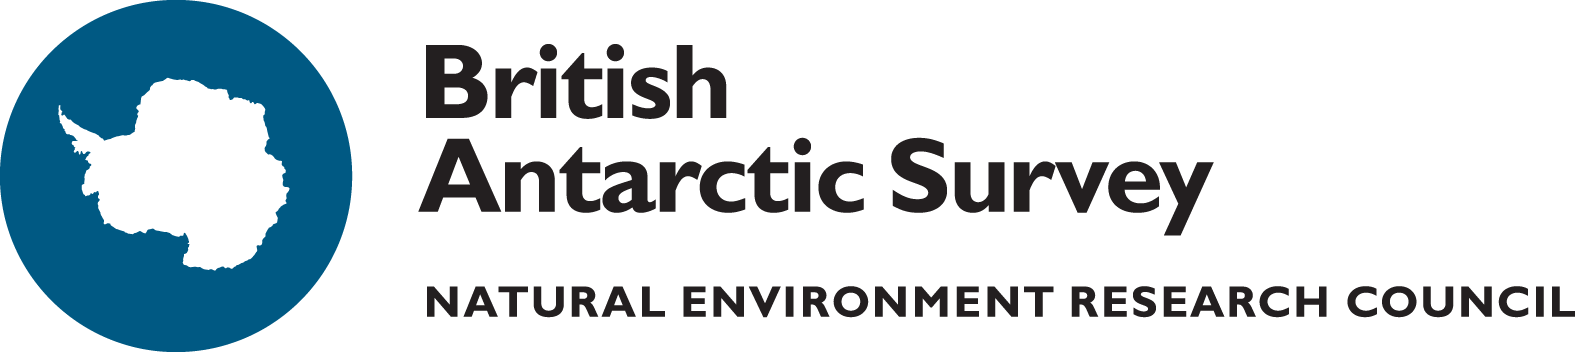 British
Antarctic Survey
NATURAL ENVIRONMENT RESEARCH COUNCIL